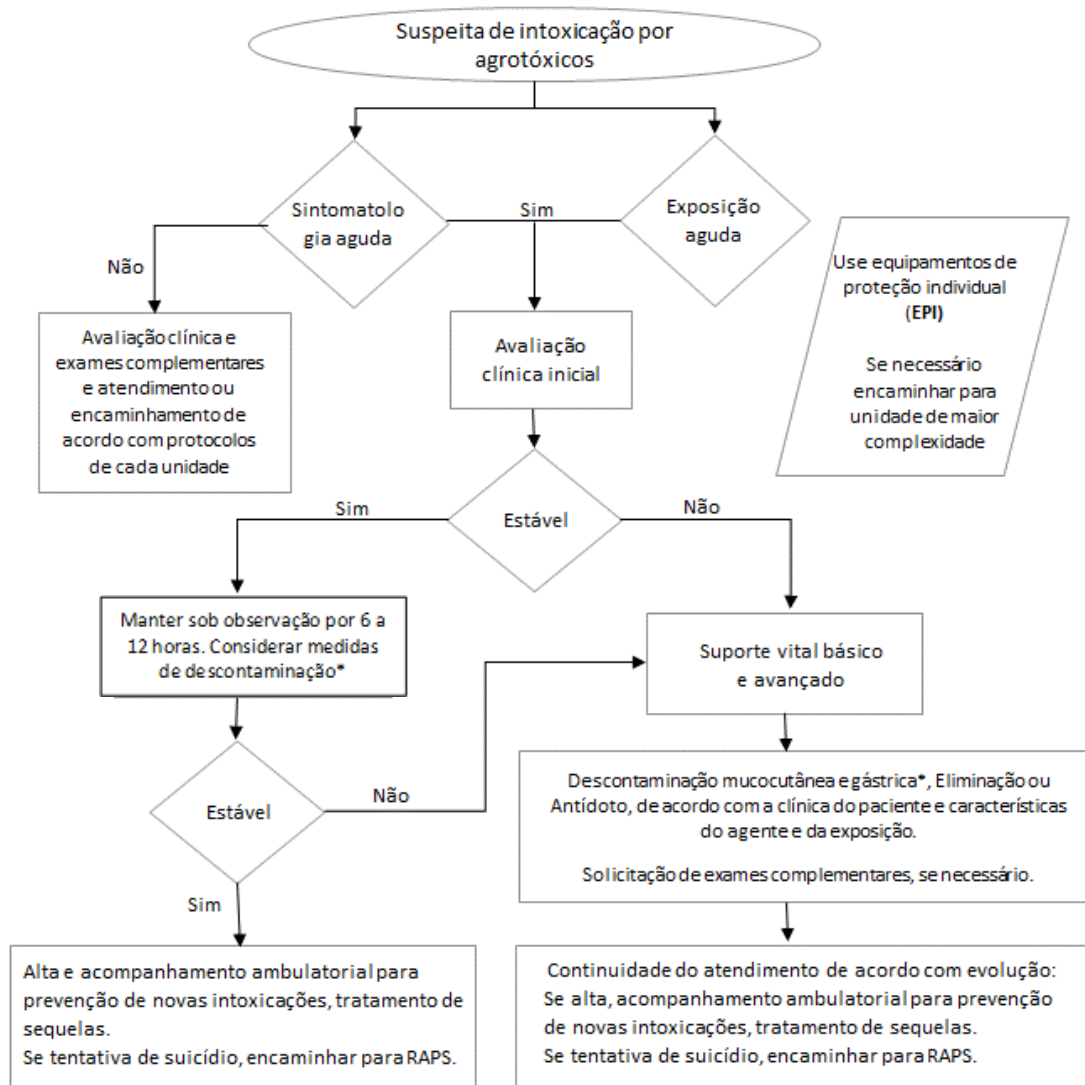 Suspeita de intoxicação por
agrotóxicos
Sintomatolo
gia aguda
Sim
Exposição
aguda
Não
Use equipamentos de
proteção individual
(EPI)
Se necessário
encaminhar para
unidade de maior
complexidade
Avaliação clínica e
exames complementares
e atendimento ou
encaminhamento de
acordo com protocolos
de cada unidade
Avaliação
clínica inicial
Sim
Estável
Não
Manter sob observação por 6 a
12 horas. Considerar medidas
de descontaminação*
Suporte vital básico
e avançado
Estável
Não
Descontaminação mucocutânea e gástrica*, Eliminação ou
Antídoto, de acordo com a clínica do paciente e características
do agente e da exposição.
Solicitação de exames complementares, se necessário.
Sim
Alta e acompanhamento ambulatorial para
prevenção de novas intoxicações, tratamento de
sequelas.
Se tentativa de suicídio, encaminhar para RAPS.
Continuidade do atendimento de acordo com evolução:
Se alta, acompanhamento ambulatorial para prevenção
de novas intoxicações, tratamento de sequelas.
Se tentativa de suicídio, encaminhar para RAPS.